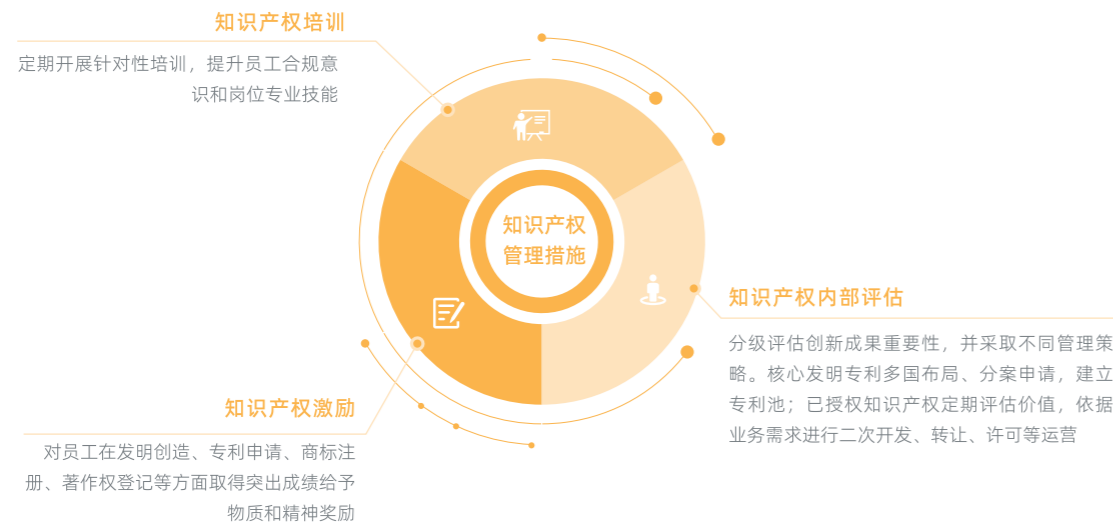 知识产权培训
定期开展针对性培训，提升员工合规意
识和岗位专业技能
知识产权
管理措施
知识产权内部评估
分级评估创新成果重要性，并采取不同管理策
略。核心发明专利多国布局、分案申请，建立
专利池；已授权知识产权定期评估价值，依据
业务需求进行二次开发、转让、许可等运营
知识产权激励
对员工在发明创造、专利申请、商标注
册、著作权登记等方面取得突出成绩给予
物质和精神奖励